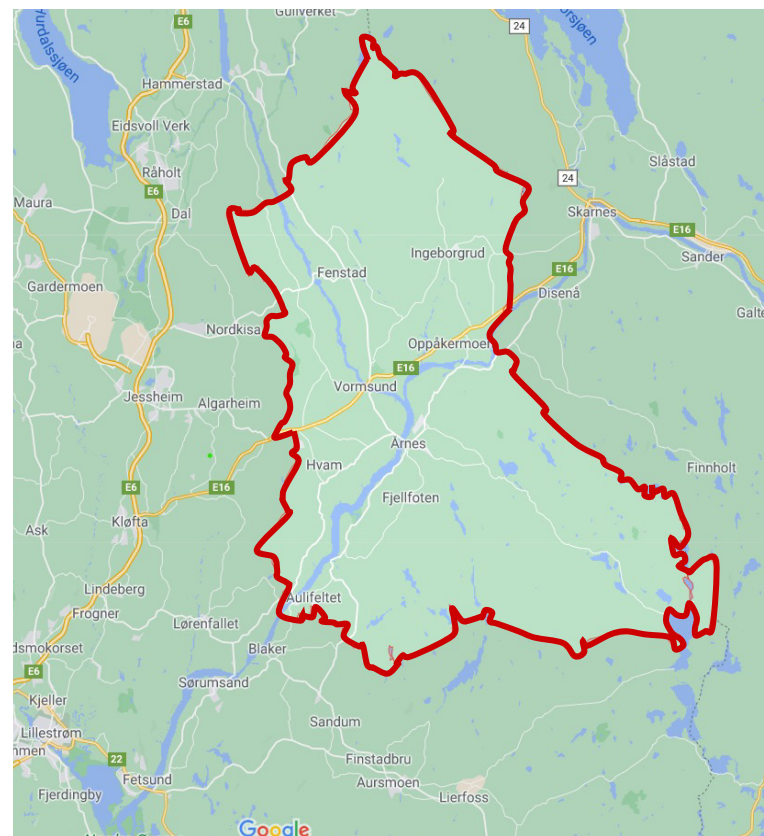 Gullverket
24
E6
Hammerstad
Eidsvoll Verk
Råholt
Slåstad
24
E6
Maura
Dal
Skarnes
E16
Ingeborgrud
Sander
E16
Fenstad
Gardermoen
Disenå
Nordkisa
Oppåkermoen
E16
Vormsund
Jessheim
Algarheim
Årnes
Hvam
Finnholt
E6
E16
Fjellfoten
Kløfta
Ask
Lindeberg
Aulifeltet
Frogner
Lørenfallet
Blaker
E6
Sørumsand
Kjeller
Sandum
Lillestrøm
22
Finstadbru
Fetsund
Aursmoen
Fjerdingby
Lierfoss
Google